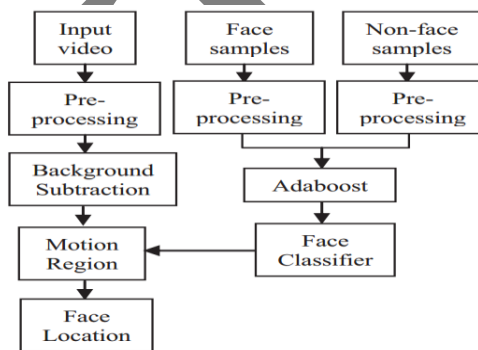 Input
video
Face
samples
Non-face
samples
Pre-
processing
Pre-
processing
Pre-
processing
Background
Subtraction
Adaboost
Motion
Region
Face
Classifier
Face
Location